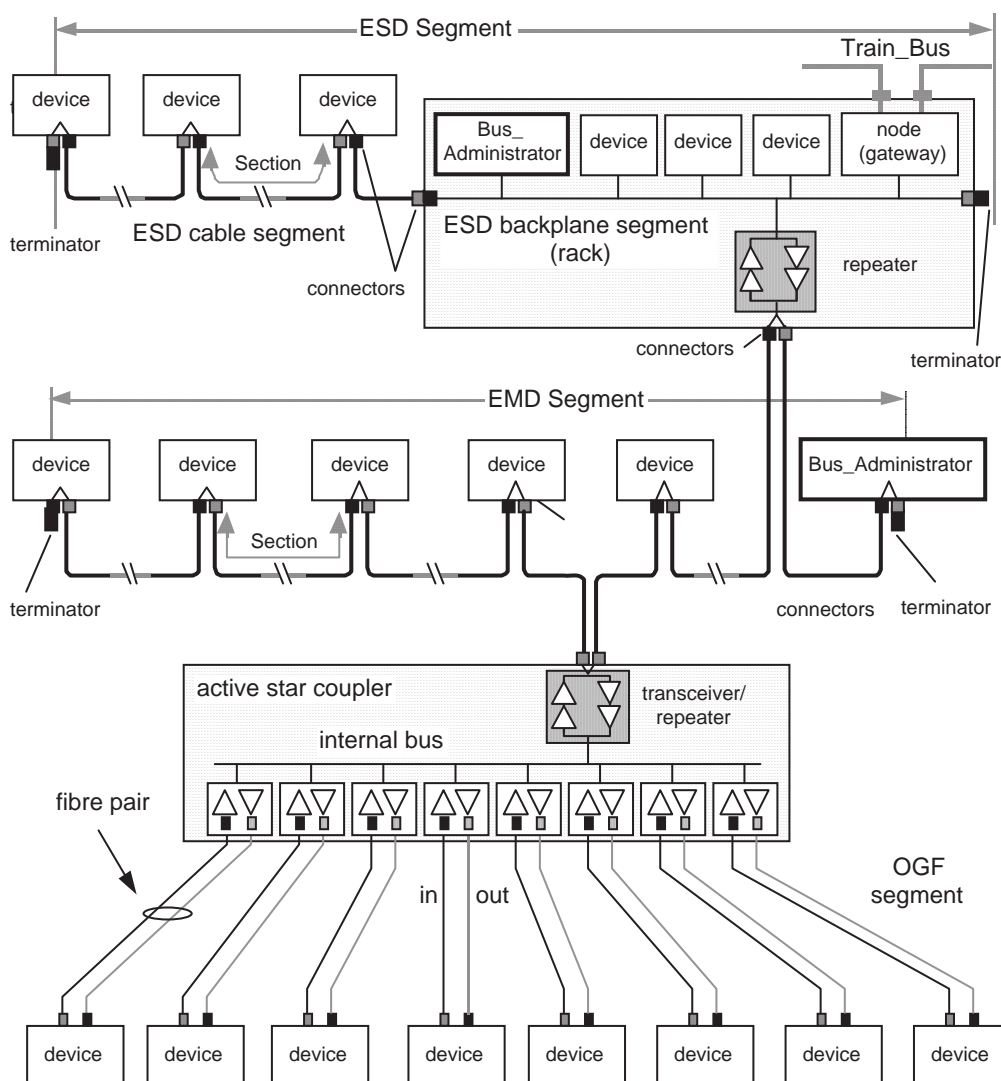 ESD Segment
Train_Bus
device
device
device
Bus_
Administrator
device
device
device
node
(gateway)
Section
terminator
ESD cable segment
connectors
ESD backplane segment
(rack)
repeater
connectors
terminator
EMD Segment
device
device
device
device
device
Bus_Administrator
Section
terminator
connectors
terminator
active star coupler
transceiver/
repeater
internal bus
fibre pair
in
out
OGF
segment
device
device
device
device
device
device
device
device